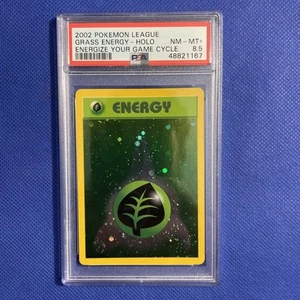 2002 POKEMON LEAGUE
GRASS ENERGY - HOLO NM - MT+
ENERGIZE YOUR GAME CYCLE 8.5
PSA 48821167
ENERGY